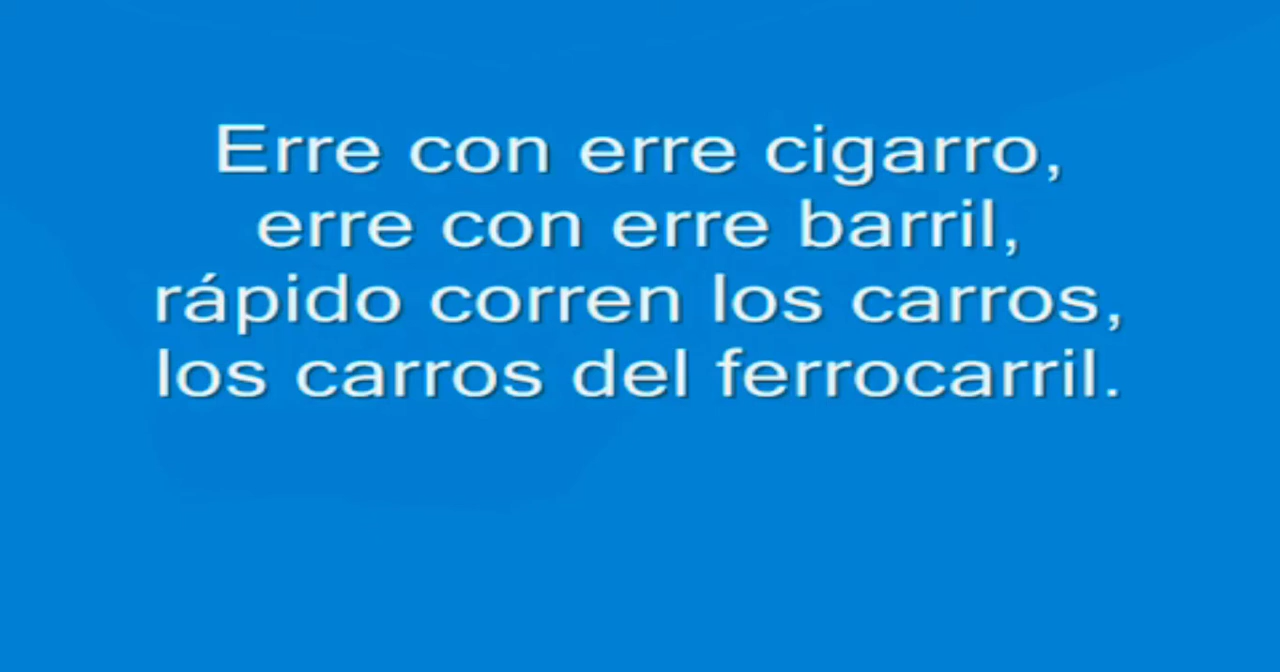 Erre con erre cigarro,
erre con erre barril,
rápido corren los carros,
los carros del ferrocarril.